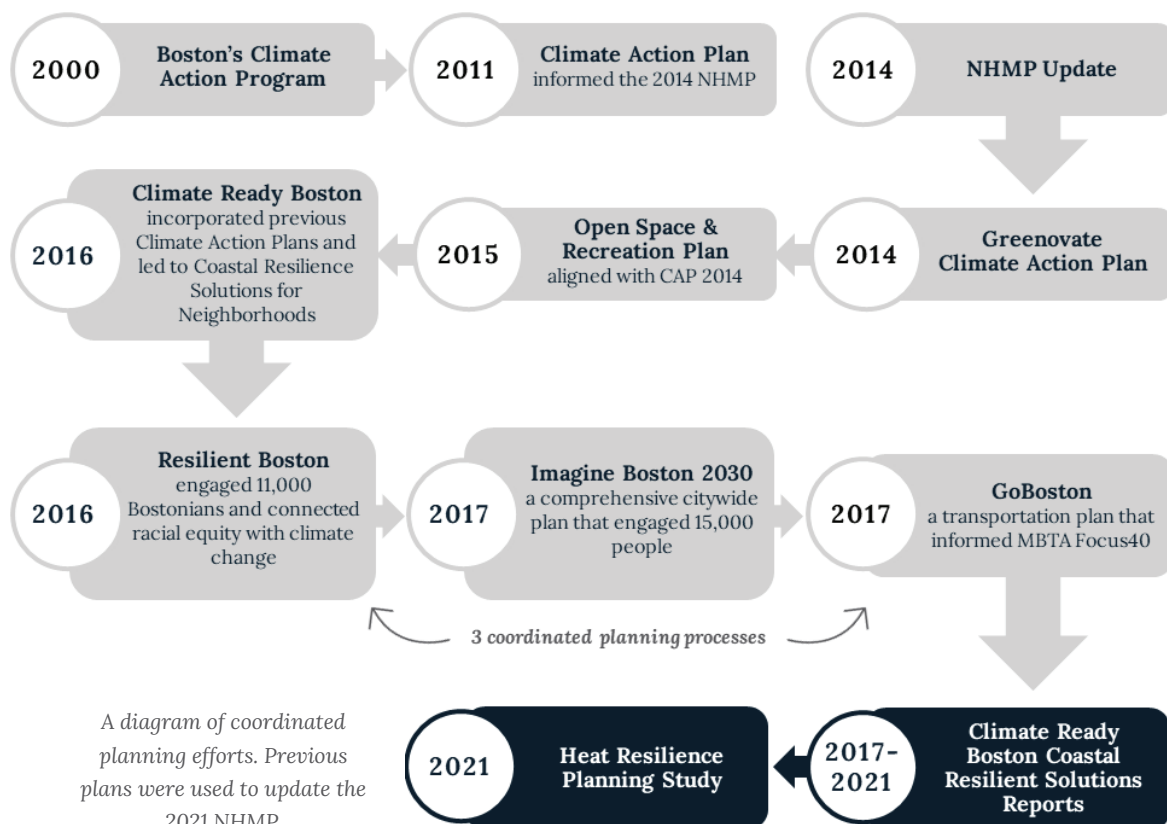 2000
Boston's Climate
Action Program
2011
Climate Action Plan
informed the 2014 NHMP
2014
NHMP Update
2016
Climate Ready Boston
incorporated previous
Climate Action Plans and
led to Coastal Resilience
Solutions for
Neighborhoods
2015
Open Space &
Recreation Plan
aligned with CAP 2014
2014
Greenovate
Climate Action Plan
2016
Resilient Boston
engaged 11,000
Bostonians and connected
racial equity with climate
change
2017
Imagine Boston 2030
a comprehensive citywide
plan that engaged 15,000
people
2017
GoBoston
a transportation plan that
informed MBTA Focus40
3 coordinated planning processes
A diagram of coordinated
planning efforts. Previous
plans were used to update the
2021 NHMP.
2021
Heat Resilience
Planning Study
2017-
2021
Climate Ready
Boston Coastal
Resilient Solutions
Reports